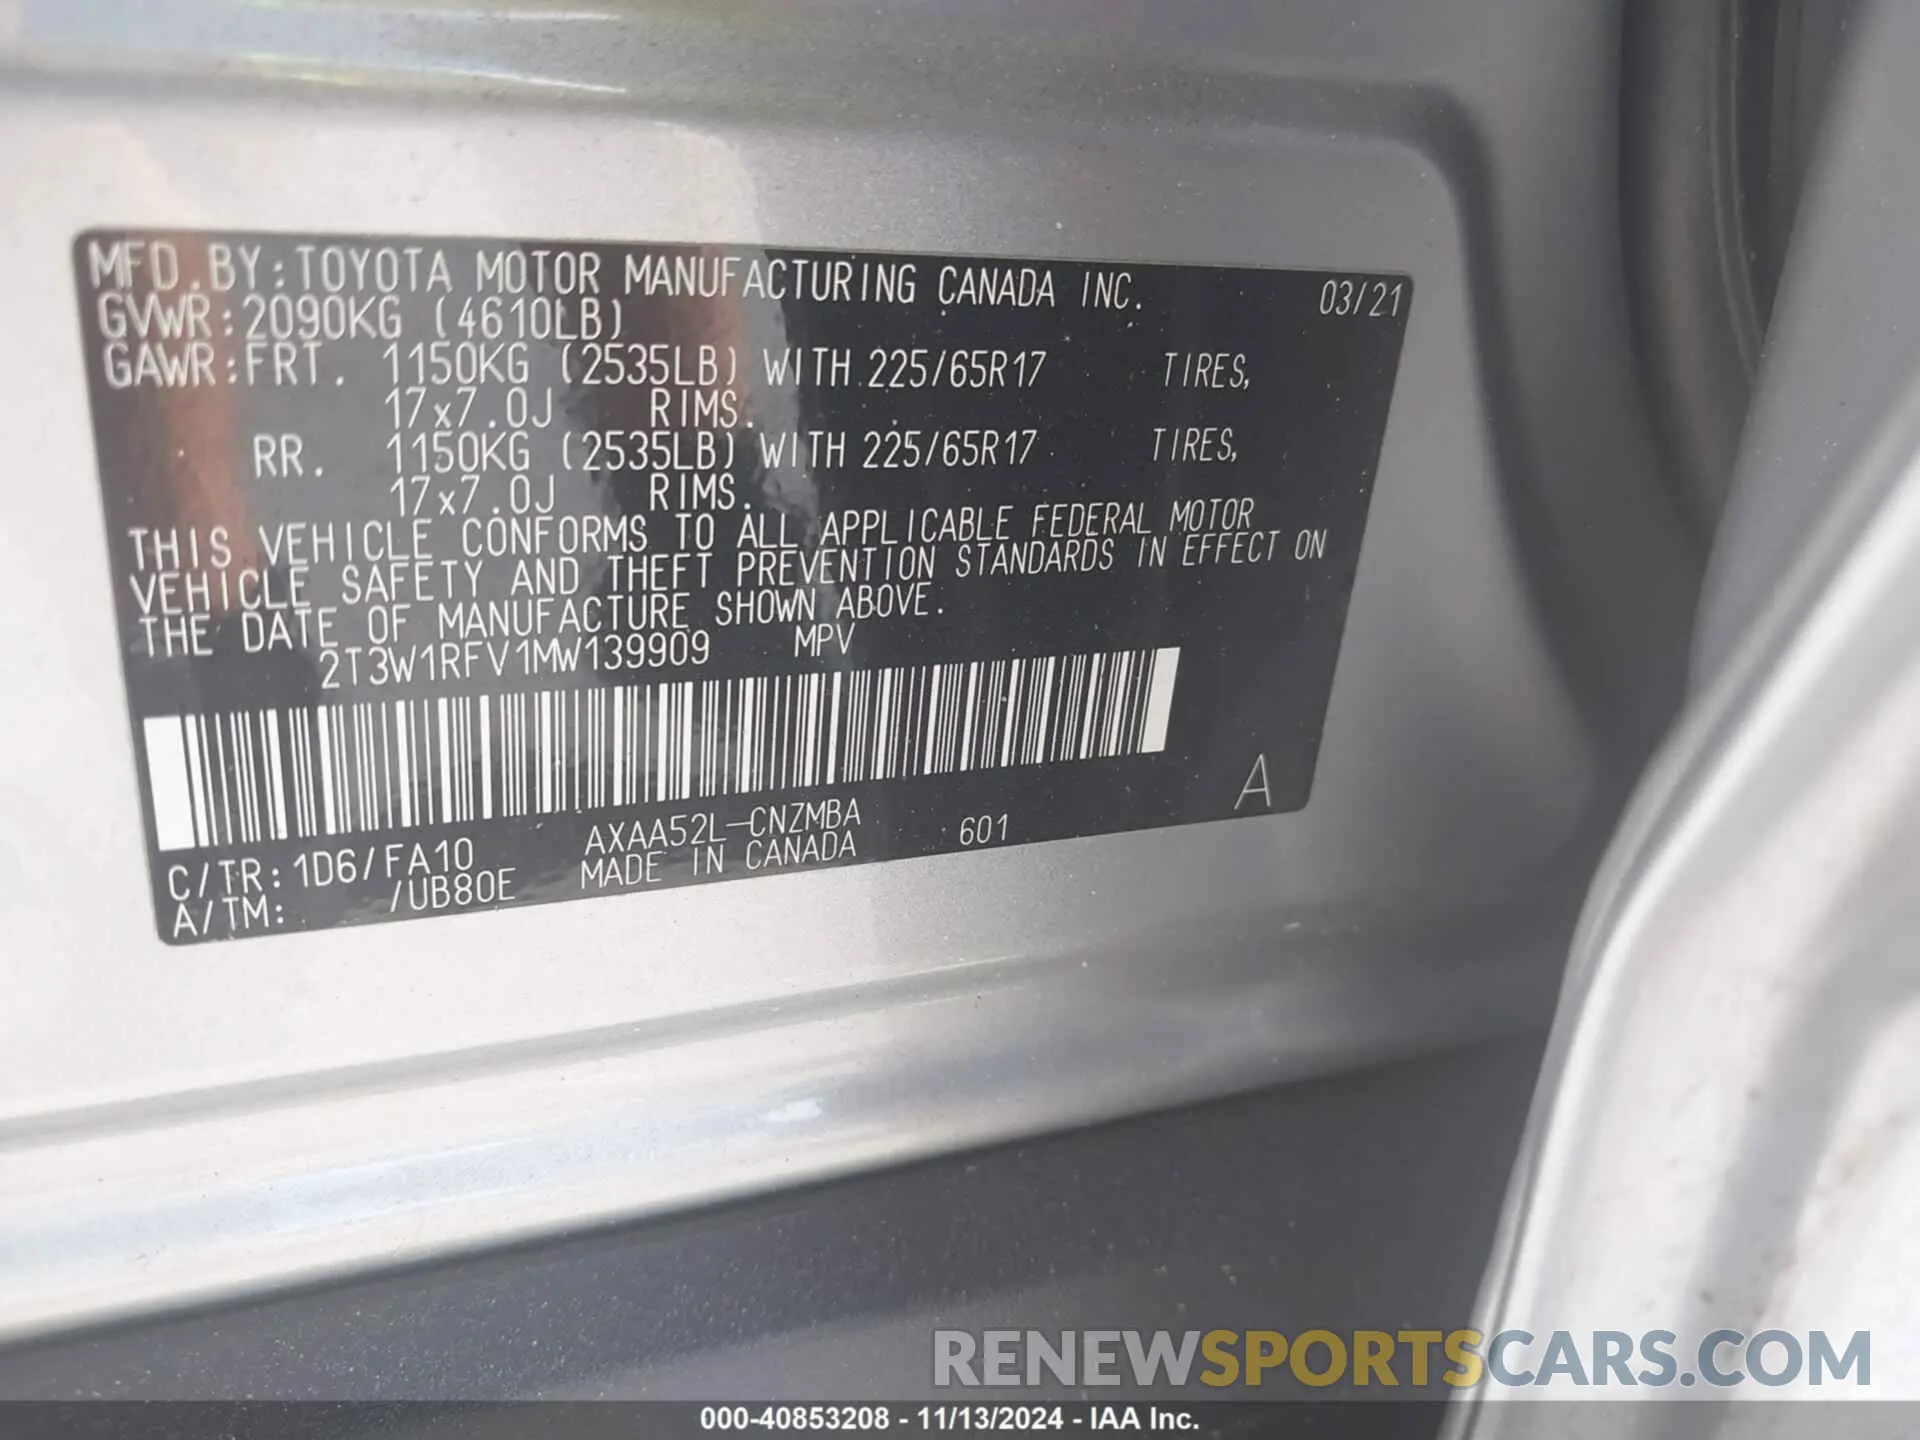 MFD.BY:TOYOTA MOTOR MANUFACTURING CANADA INC. 03/21
GVWR:2090KG (4610LB)
GAWR:FRT. 1150KG (2535LB) WITH 225/65R17 TIRES,
17x7.0J RIMS.
RR. 1150KG (2535LB) WITH 225/65R17 TIRES,
17x7.0J RIMS.
THIS VEHICLE CONFORMS TO ALL APPLICABLE FEDERAL MOTOR
VEHICLE SAFETY AND THEFT PREVENTION STANDARDS IN EFFECT ON
THE DATE OF MANUFACTURE SHOWN ABOVE.
2T3W1RFV1MW139909 MPV
A
C/TR:1D6/FA10 AXAA52L-CNZMBA 601
A/TM: /UB80E MADE IN CANADA
RENEWSPORTSCARS.COM
000-40853208 - 11/13/2024 - IAA Inc.